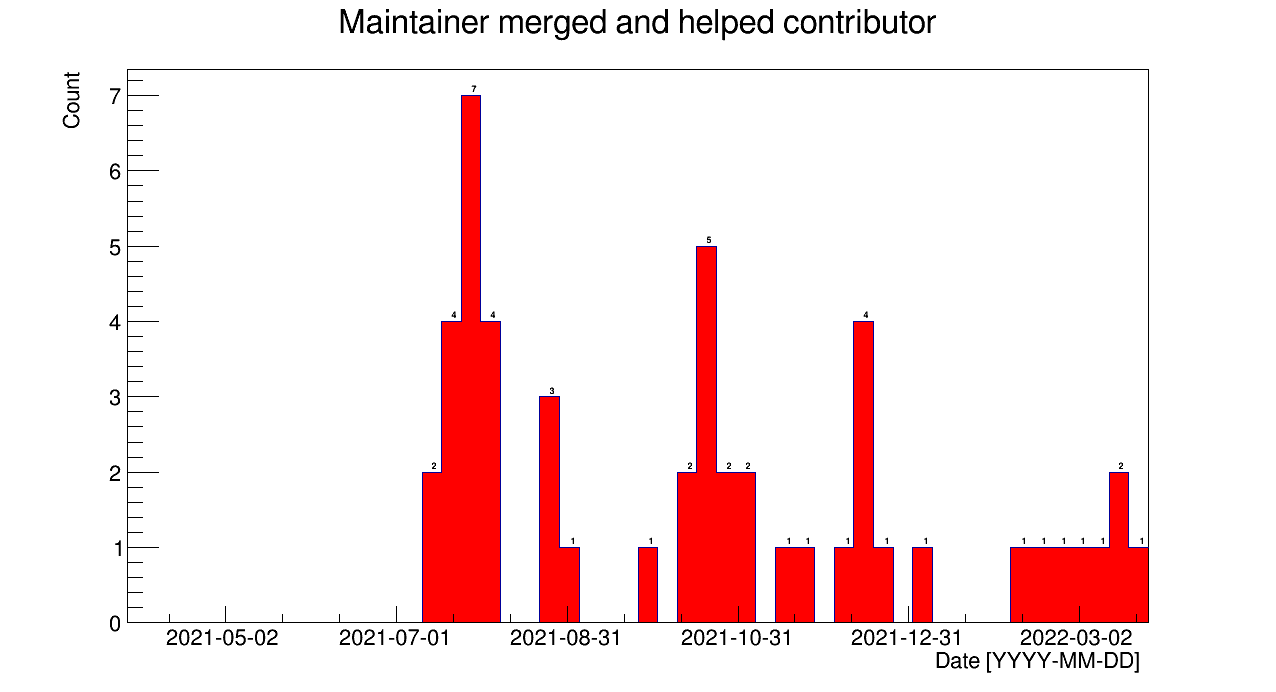 Maintainer merged and helped contributor
Count
7
6
5
4
3
2
1
0
2 4 7 4 3 1 1 2 5 2 2 1 1 1 4 1 1 1 1 1 1 1 2 1
2021-05-02 2021-07-01 2021-08-31 2021-10-31 2021-12-31 2022-03-02
Date [YYYY-MM-DD]